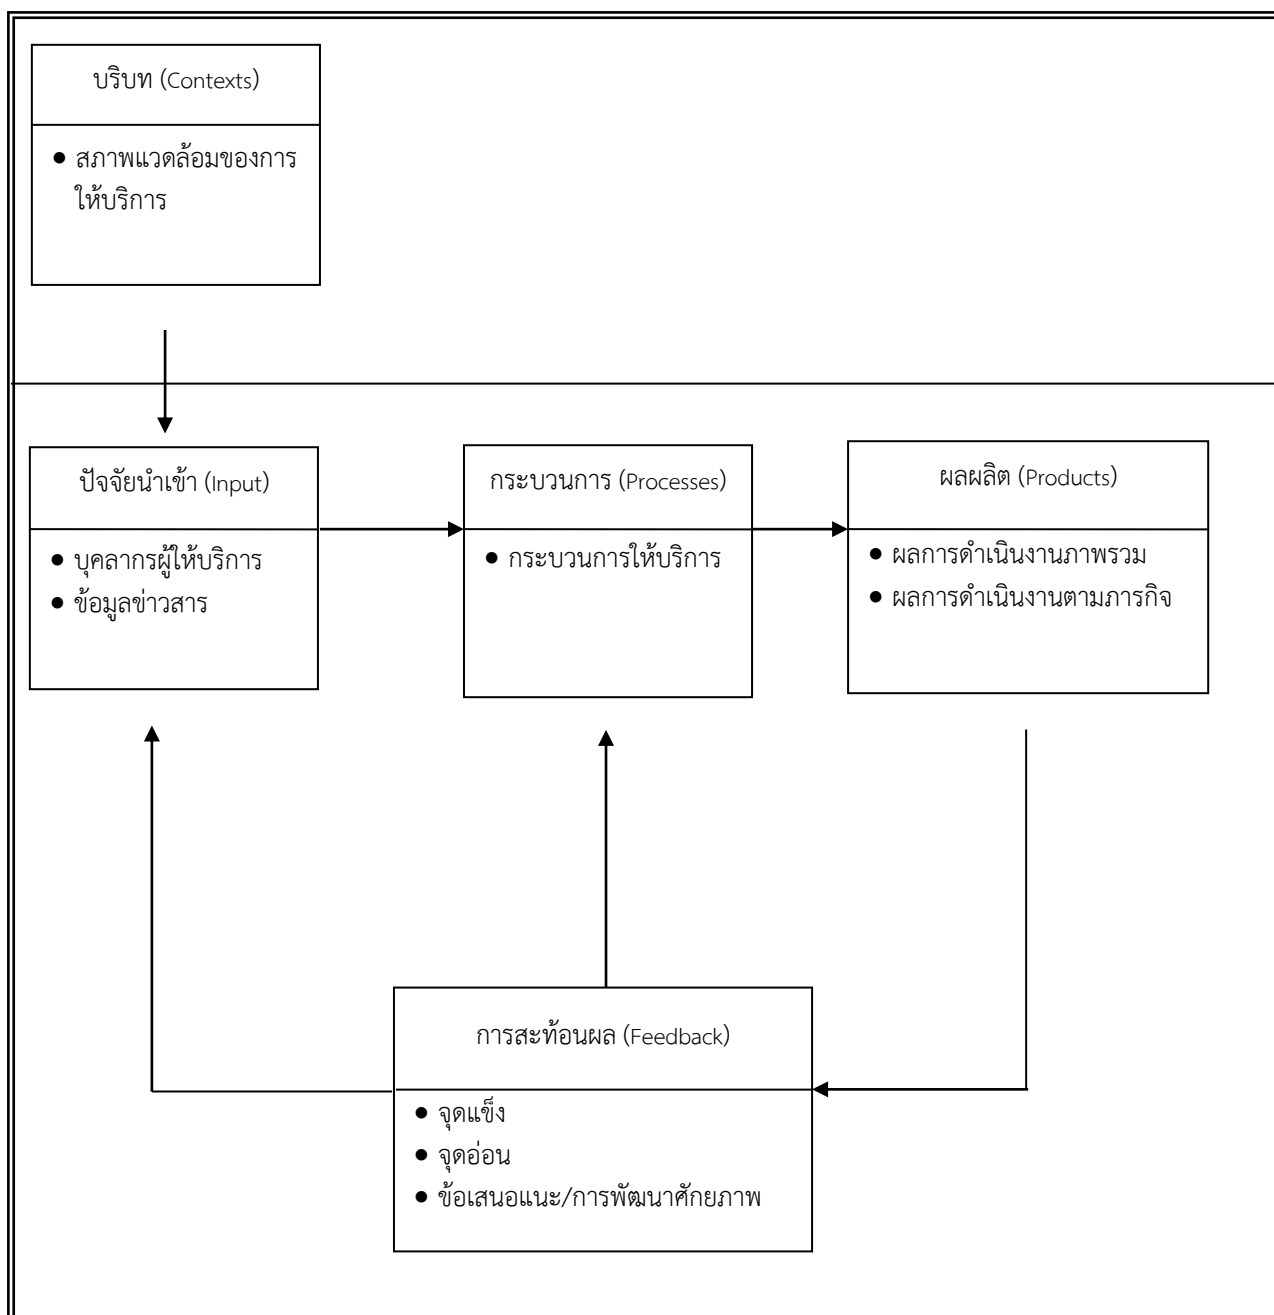 บริบท (Contexts)
● สภาพแวดล้อมของการ
ให้บริการ
ปัจจัยนำเข้า (Input)
● บุคลากรผู้ให้บริการ
● ข้อมูลข่าวสาร
กระบวนการ (Processes)
● กระบวนการให้บริการ
ผลผลิต (Products)
● ผลการดำเนินงานภาพรวม
● ผลการดำเนินงานตามภารกิจ
การสะท้อนผล (Feedback)
● จุดแข็ง
● จุดอ่อน
● ข้อเสนอแนะ/การพัฒนาศักยภาพ